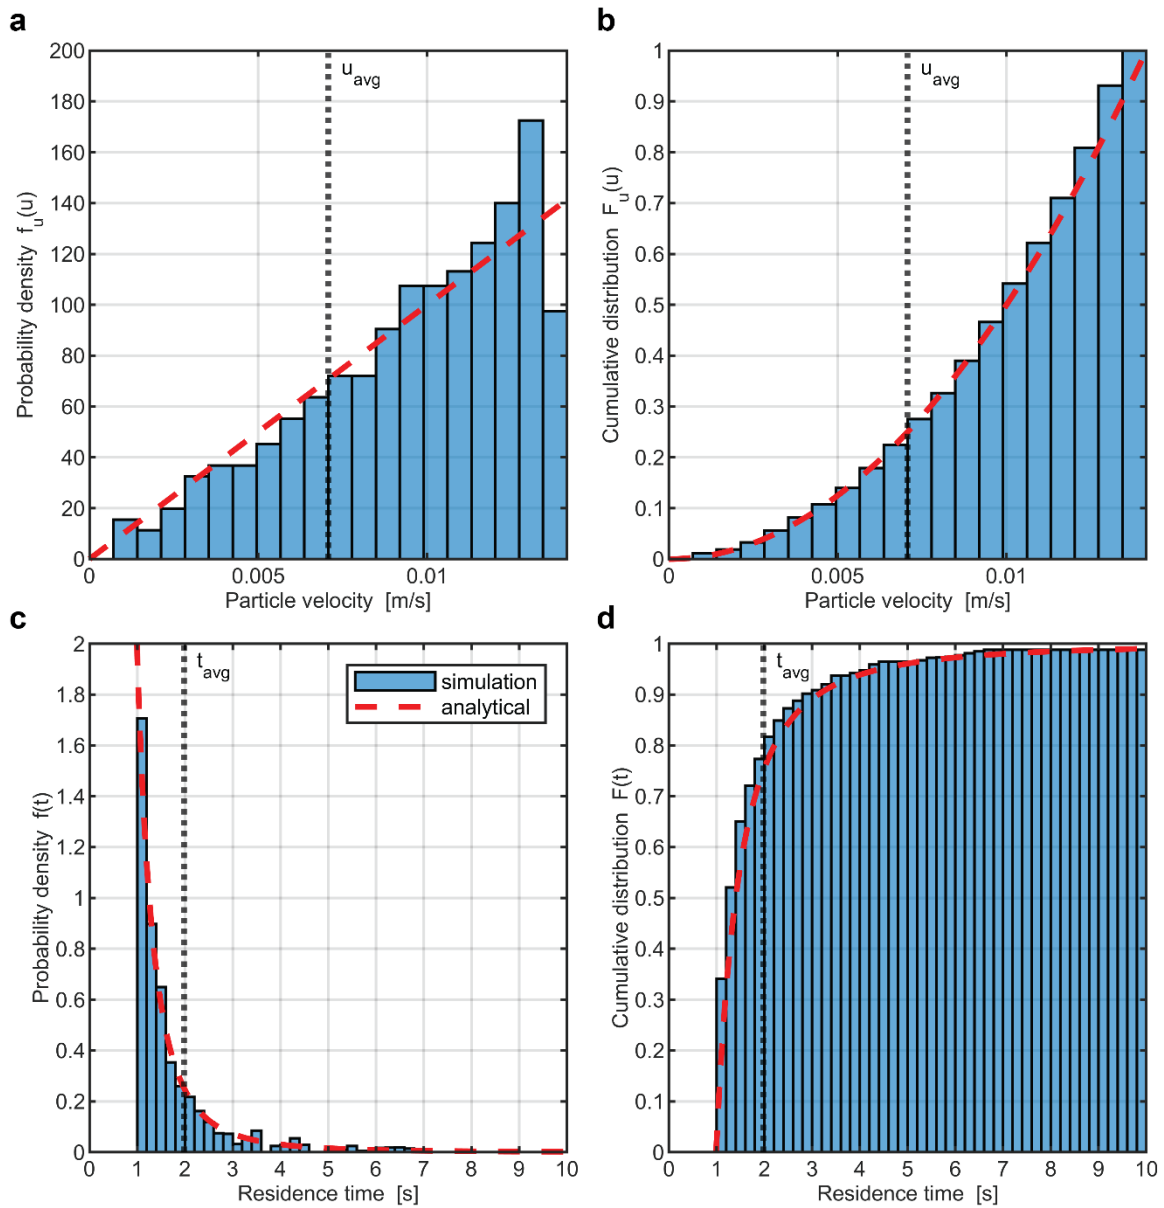 a
200
180
160
140
120
100
80
60
40
20
0
Probability density f_u(u)
u_avg
0 0.005 0.01
Particle velocity [m/s]
b
1
0.9
0.8
0.7
0.6
0.5
0.4
0.3
0.2
0.1
0
Cumulative distribution F_u(u)
u_avg
0 0.005 0.01
Particle velocity [m/s]
c
2
1.8
1.6
1.4
1.2
1
0.8
0.6
0.4
0.2
0
Probability density f(t)
t_avg
simulation
analytical
0 1 2 3 4 5 6 7 8 9 10
Residence time [s]
d
1
0.9
0.8
0.7
0.6
0.5
0.4
0.3
0.2
0.1
0
Cumulative distribution F(t)
t_avg
0 1 2 3 4 5 6 7 8 9 10
Residence time [s]